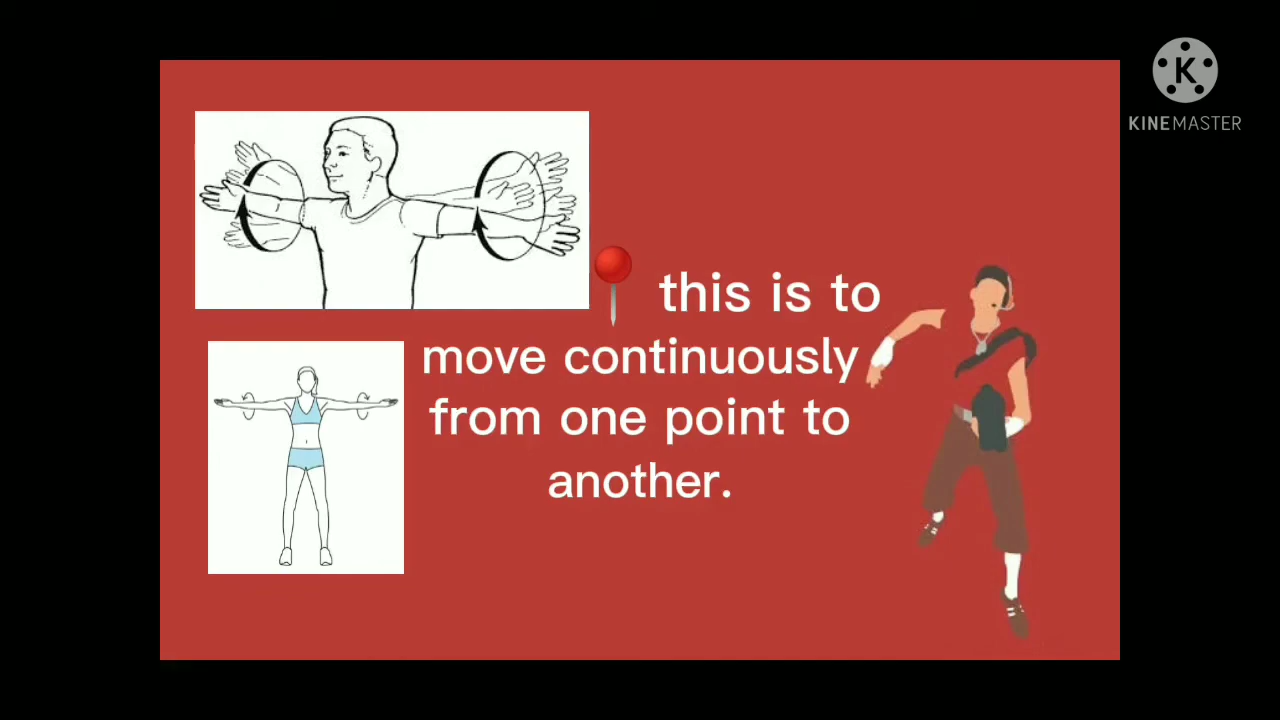 this is to
move continuously
from one point to
another.
K
KINEMASTER